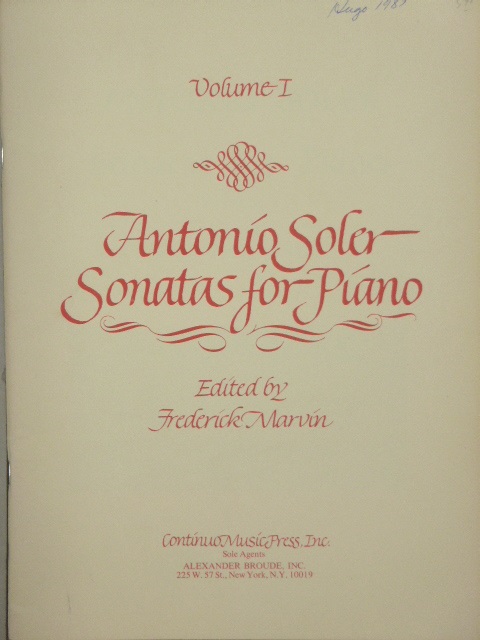 Volume I
Antonio Soler
Sonatas for Piano
Edited by
Frederick Marvin
Continuo Music Press, Inc.
Sole Agents
ALEXANDER BROUDE, INC.
225 W. 57 St., New York, N.Y. 10019